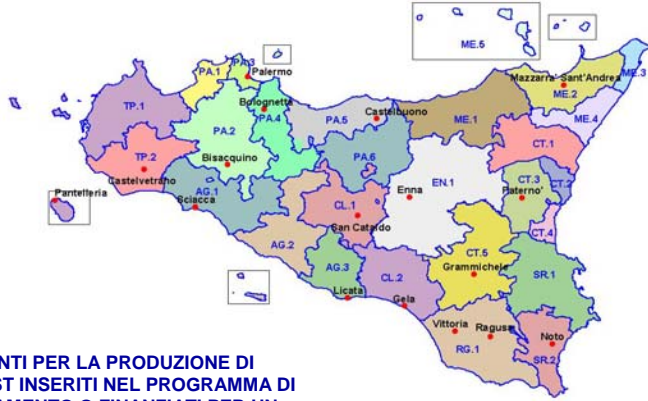 ME.5
PA.3
PA.1
Palermo
ME.3
Mazzarra' Sant'Andrea
ME.2
TP.1
Bolognetta
PA.4
PA.5
Castelbuono
ME.1
ME.4
PA.2
CT.1
TP.2
Bisacquino
PA.6
Castelvetrano
AG.1
EN.1
CT.3
CT.2
Pantelleria
Sciacca
Enna
Paterno'
CL.1
San Cataldo
CT.4
AG.2
CT.5
AG.3
CL.2
Grammichele
SR.1
Licata
Gela
Vittoria
Ragusa
Noto
RG.1
SR.2
NTI PER LA PRODUZIONE DI
ST INSERITI NEL PROGRAMMA DI